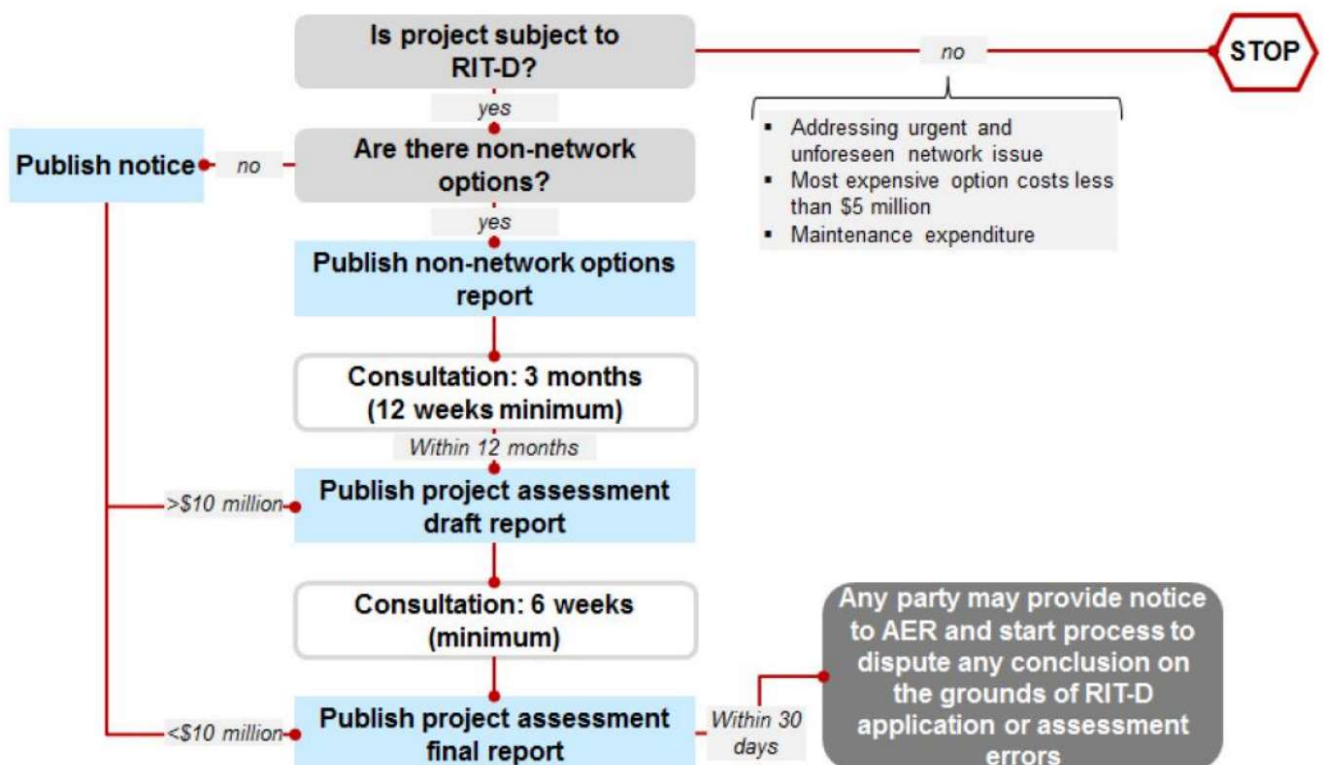 Is project subject to
RIT-D?
no
STOP
yes
▪ Addressing urgent and
unforeseen network issue
▪ Most expensive option costs less
than $5 million
▪ Maintenance expenditure
Publish notice
no
Are there non-network
options?
yes
Publish non-network options
report
Consultation: 3 months
(12 weeks minimum)
Within 12 months
>$10 million
Publish project assessment
draft report
Consultation: 6 weeks
(minimum)
<$10 million
Publish project assessment
final report
Within 30
days
Any party may provide notice
to AER and start process to
dispute any conclusion on
the grounds of RIT-D
application or assessment
errors